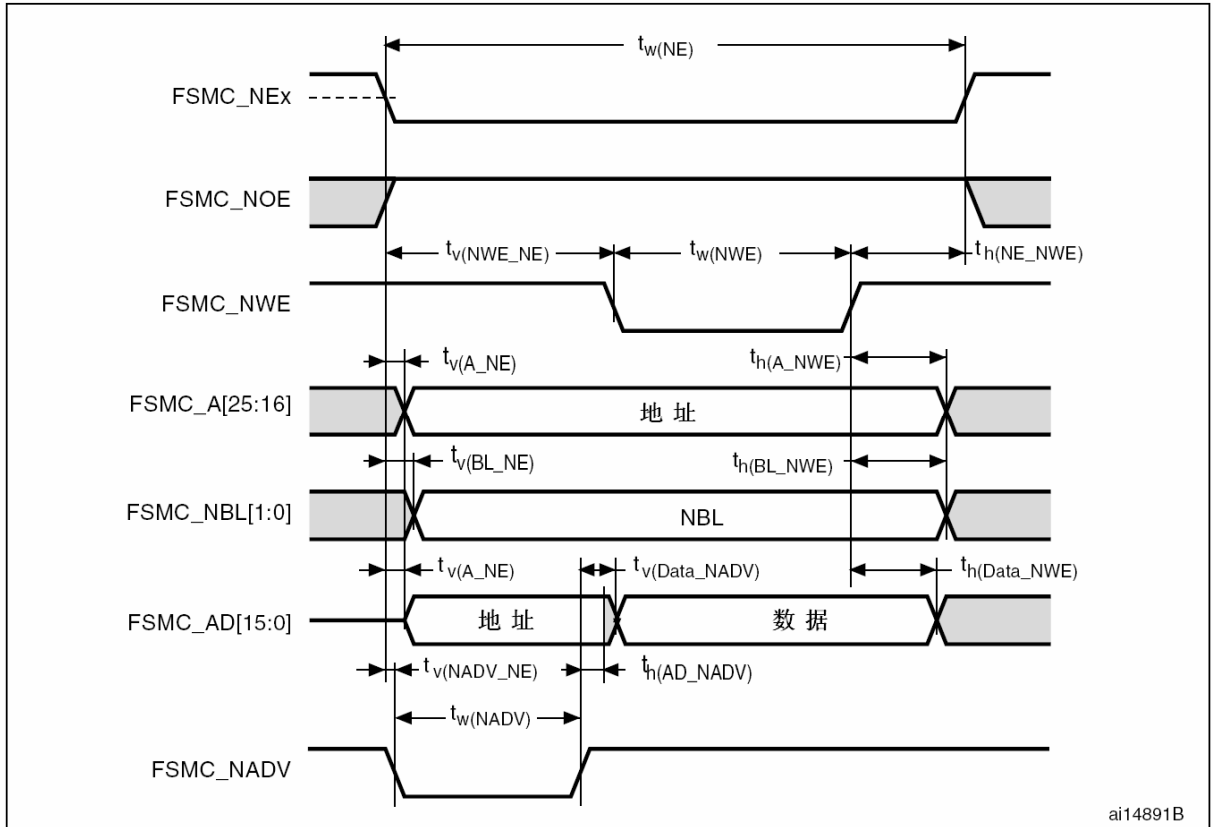 tw(NE)
FSMC_NEx
FSMC_NOE
tv(NWE_NE)
tw(NWE)
th(NE_NWE)
FSMC_NWE
tv(A_NE)
th(A_NWE)
FSMC_A[25:16]
地址
tv(BL_NE)
th(BL_NWE)
FSMC_NBL[1:0]
NBL
tv(A_NE)
tv(Data_NADV)
th(Data_NWE)
FSMC_AD[15:0]
地址
数据
tv(NADV_NE)
th(AD_NADV)
tw(NADV)
FSMC_NADV
ai14891B